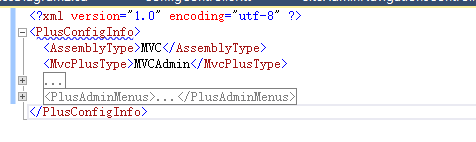 <?xml version="1.0" encoding="utf-8" ?>
<PlusConfigInfo>
<AssemblyType>MVC</AssemblyType>
<MvcPlusType>MVCAdmin</MvcPlusType>
...
<PlusAdminMenus>...</PlusAdminMenus>
</PlusConfigInfo>